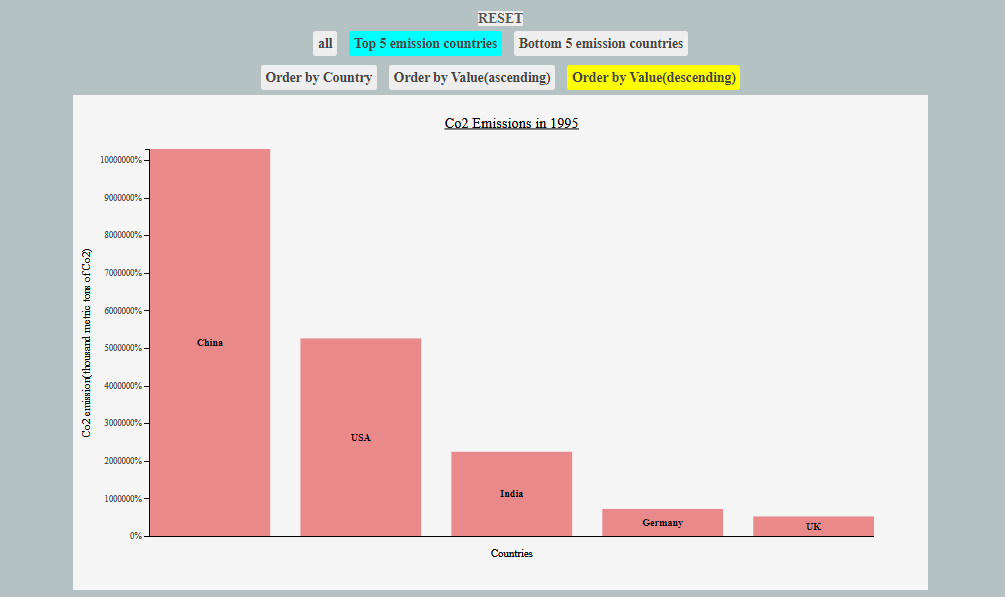 RESET
all Top 5 emission countries Bottom 5 emission countries
Order by Country Order by Value(ascending) Order by Value(descending)
Co2 Emissions in 1995
10000000%
9000000%
8000000%
7000000%
6000000%
5000000%
4000000%
3000000%
2000000%
1000000%
0%
Co2 emission(thousand metric tons of Co2)
China
USA
India
Germany
UK
Countries